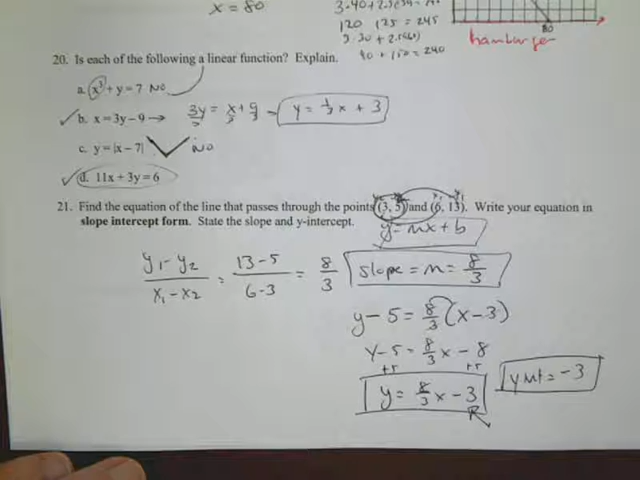 x = 80
120 125 = 245
90 + 150 = 240
80
hamburger
20. Is each of the following a linear function? Explain.
a. x³ + y = 7 No
b. x = 3y – 9 → 3y = x + 9 y = 1/3 x + 3
c. y = |x – 7| No
d. 11x + 3y = 6
21. Find the equation of the line that passes through the points (3, 5) and (6, 13). Write your equation in
slope intercept form. State the slope and y-intercept.
y = mx + b
y₁ – y₂ / x₁ – x₂ = 13 – 5 / 6 – 3 = 8/3 slope = m = 8/3
y – 5 = 8/3 (x – 3)
y – 5 = 8/3 x – 8
+5 +5
y = 8/3 x – 3 y int = –3